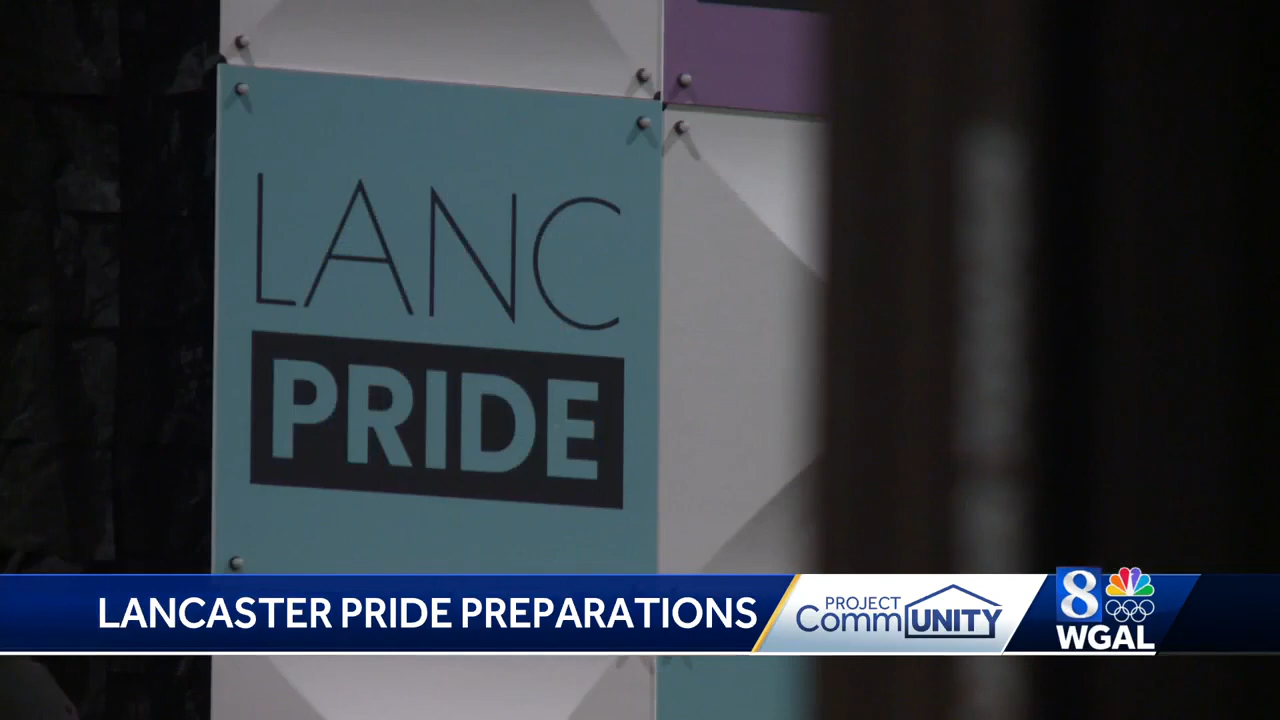 LANC
PRIDE
LANCASTER PRIDE PREPARATIONS
PROJECT
CommUNITY
8
WGAL